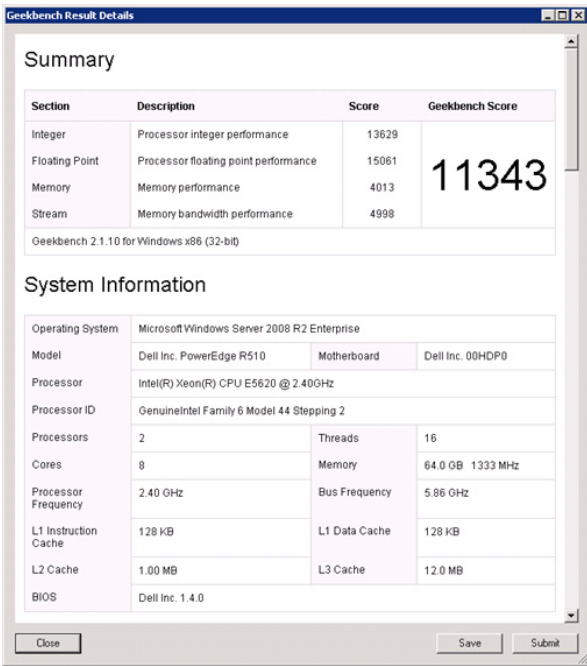 Geekbench Result Details
Summary
Section Description Score Geekbench Score
Integer Processor integer performance 13629
Floating Point Processor floating point performance 15061
11343
Memory Memory performance 4013
Stream Memory bandwidth performance 4998
Geekbench 2.1.10 for Windows x86 (32-bit)
System Information
Operating System Microsoft Windows Server 2008 R2 Enterprise
Model Dell Inc. PowerEdge R510 Motherboard Dell Inc. 00HDP0
Processor Intel(R) Xeon(R) CPU E5620 @ 2.40GHz
Processor ID GenuineIntel Family 6 Model 44 Stepping 2
Processors 2 Threads 16
Cores 8 Memory 64.0 GB 1333 MHz
Processor Frequency 2.40 GHz Bus Frequency 5.86 GHz
L1 Instruction Cache 128 KB L1 Data Cache 128 KB
L2 Cache 1.00 MB L3 Cache 12.0 MB
BIOS Dell Inc. 1.4.0
Close Save Submit